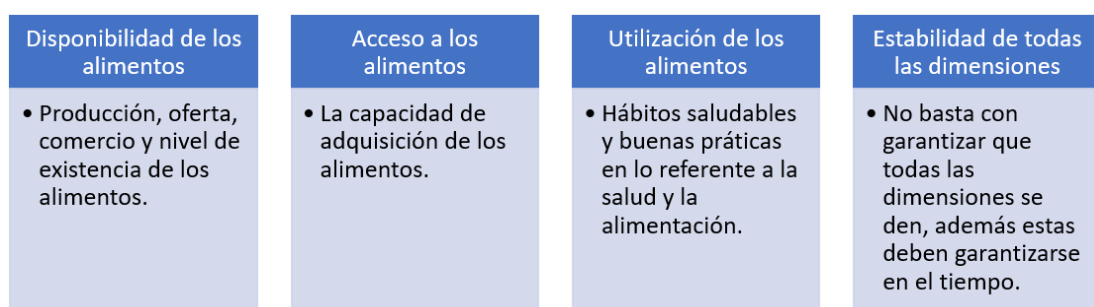 Disponibilidad de los
alimentos
• Producción, oferta,
comercio y nivel de
existencia de los
alimentos.
Acceso a los
alimentos
• La capacidad de
adquisición de los
alimentos.
Utilización de los
alimentos
• Hábitos saludables
y buenas práticas
en lo referente a la
salud y la
alimentación.
Estabilidad de todas
las dimensiones
• No basta con
garantizar que
todas las
dimensiones se
den, además estas
deben garantizarse
en el tiempo.